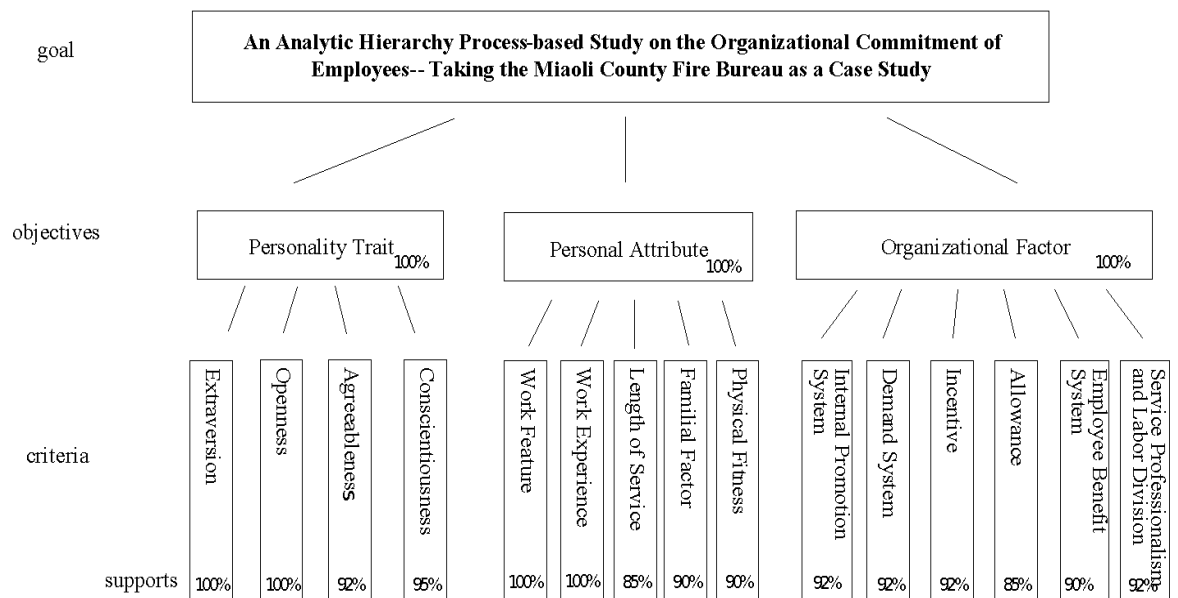 goal
An Analytic Hierarchy Process-based Study on the Organizational Commitment of
Employees-- Taking the Miaoli County Fire Bureau as a Case Study
objectives
Personality Trait
100%
Personal Attribute
100%
Organizational Factor
100%
criteria
Extraversion
Openness
Agreeableness
Conscientiousness
Work Feature
Work Experience
Length of Service
Familial Factor
Physical Fitness
Internal Promotion
System
Demand System
Incentive
Allowance
Employee Benefit
System
Service Professionalism
and Labor Division
supports
100%
100%
92%
95%
100%
100%
85%
90%
90%
92%
92%
92%
85%
90%
92%